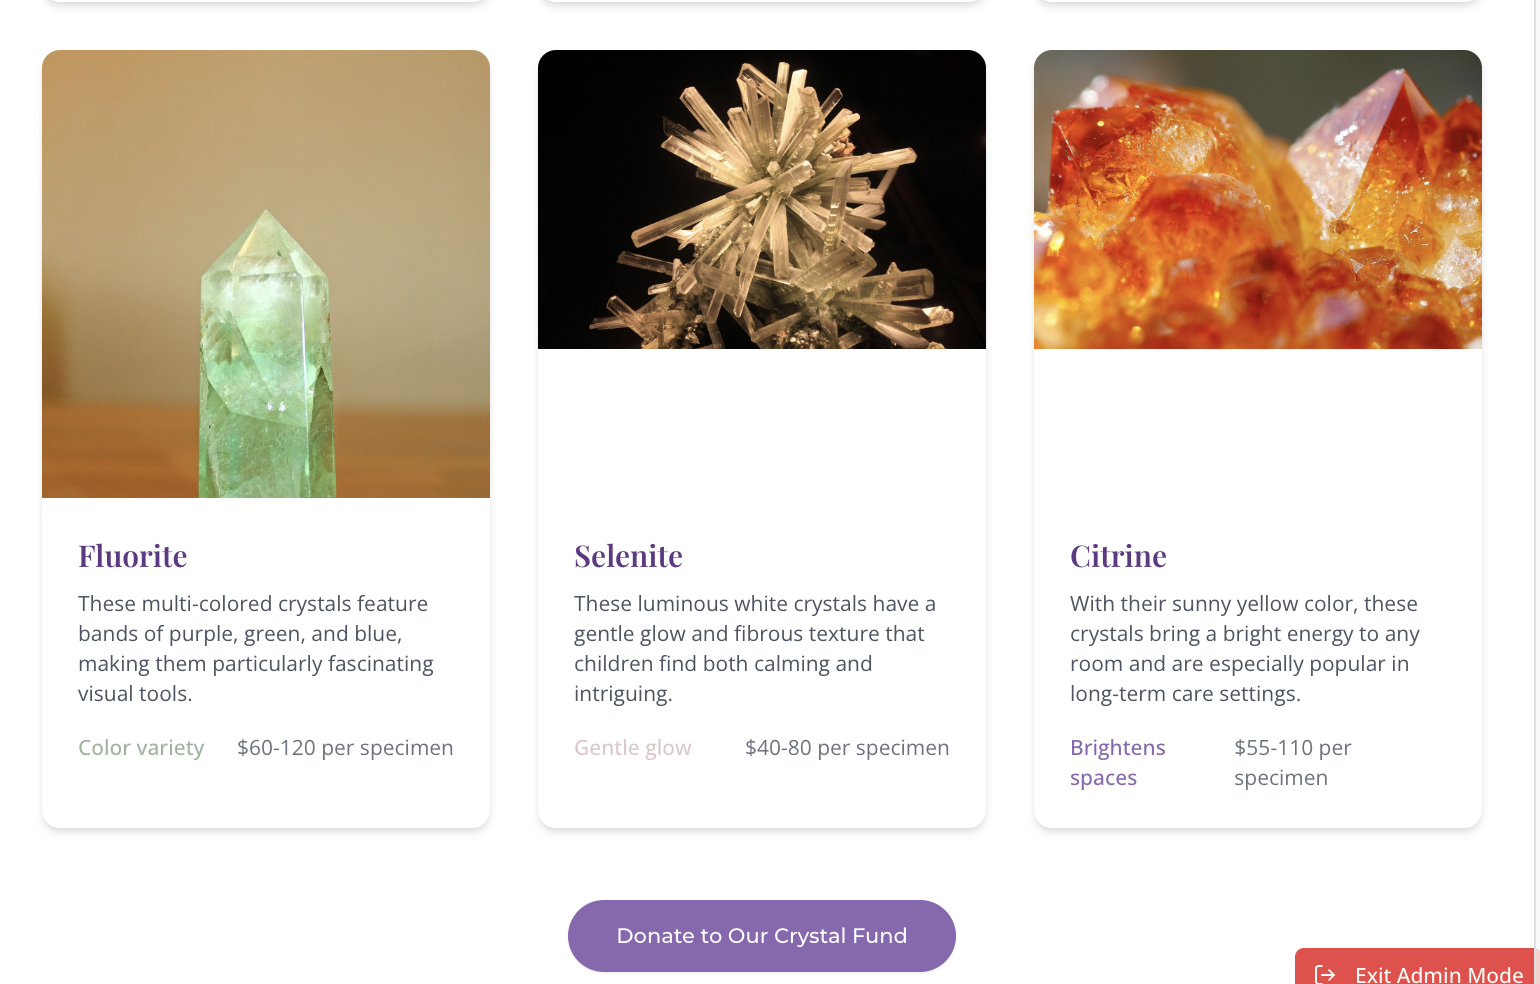 Fluorite
These multi-colored crystals feature
bands of purple, green, and blue,
making them particularly fascinating
visual tools.
Color variety $60-120 per specimen
Selenite
These luminous white crystals have a
gentle glow and fibrous texture that
children find both calming and
intriguing.
Gentle glow $40-80 per specimen
Citrine
With their sunny yellow color, these
crystals bring a bright energy to any
room and are especially popular in
long-term care settings.
Brightens
spaces
$55-110 per
specimen
Donate to Our Crystal Fund
Exit Admin Mode